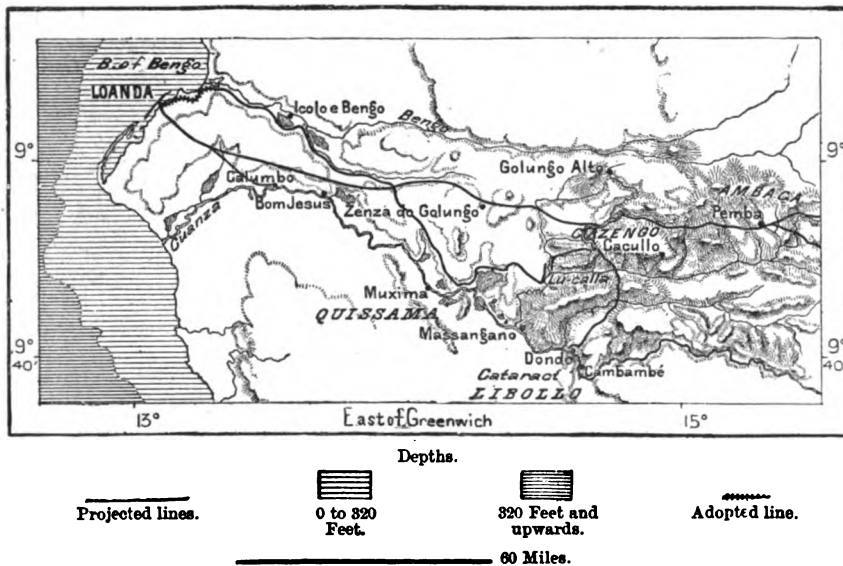 B. of Bengo
LOANDA
Icolo e Bengo
Bengo
9°
9°
Golungo Alto
AMBACA
Calumbo
Bom Jesus
Zenza do Golungo
Pemba
Cuanza
CAZENGO
Cacullo
Lucalla
Muxima
QUISSAMA
Massangano
9°
40'
Dondo
Cambambé
9°
40'
Cataract
LIBOLLO
13°
East of Greenwich
15°
Depths.
Projected lines.
0 to 320
Feet.
320 Feet and
upwards.
Adopted line.
60 Miles.